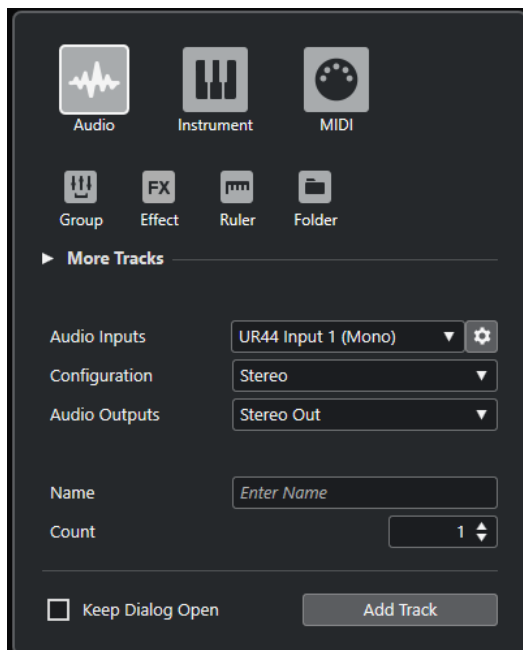 Audio Instrument MIDI
FX
Group Effect Ruler Folder
More Tracks
Audio Inputs UR44 Input 1 (Mono)
Configuration Stereo
Audio Outputs Stereo Out
Name Enter Name
Count 1
Keep Dialog Open Add Track